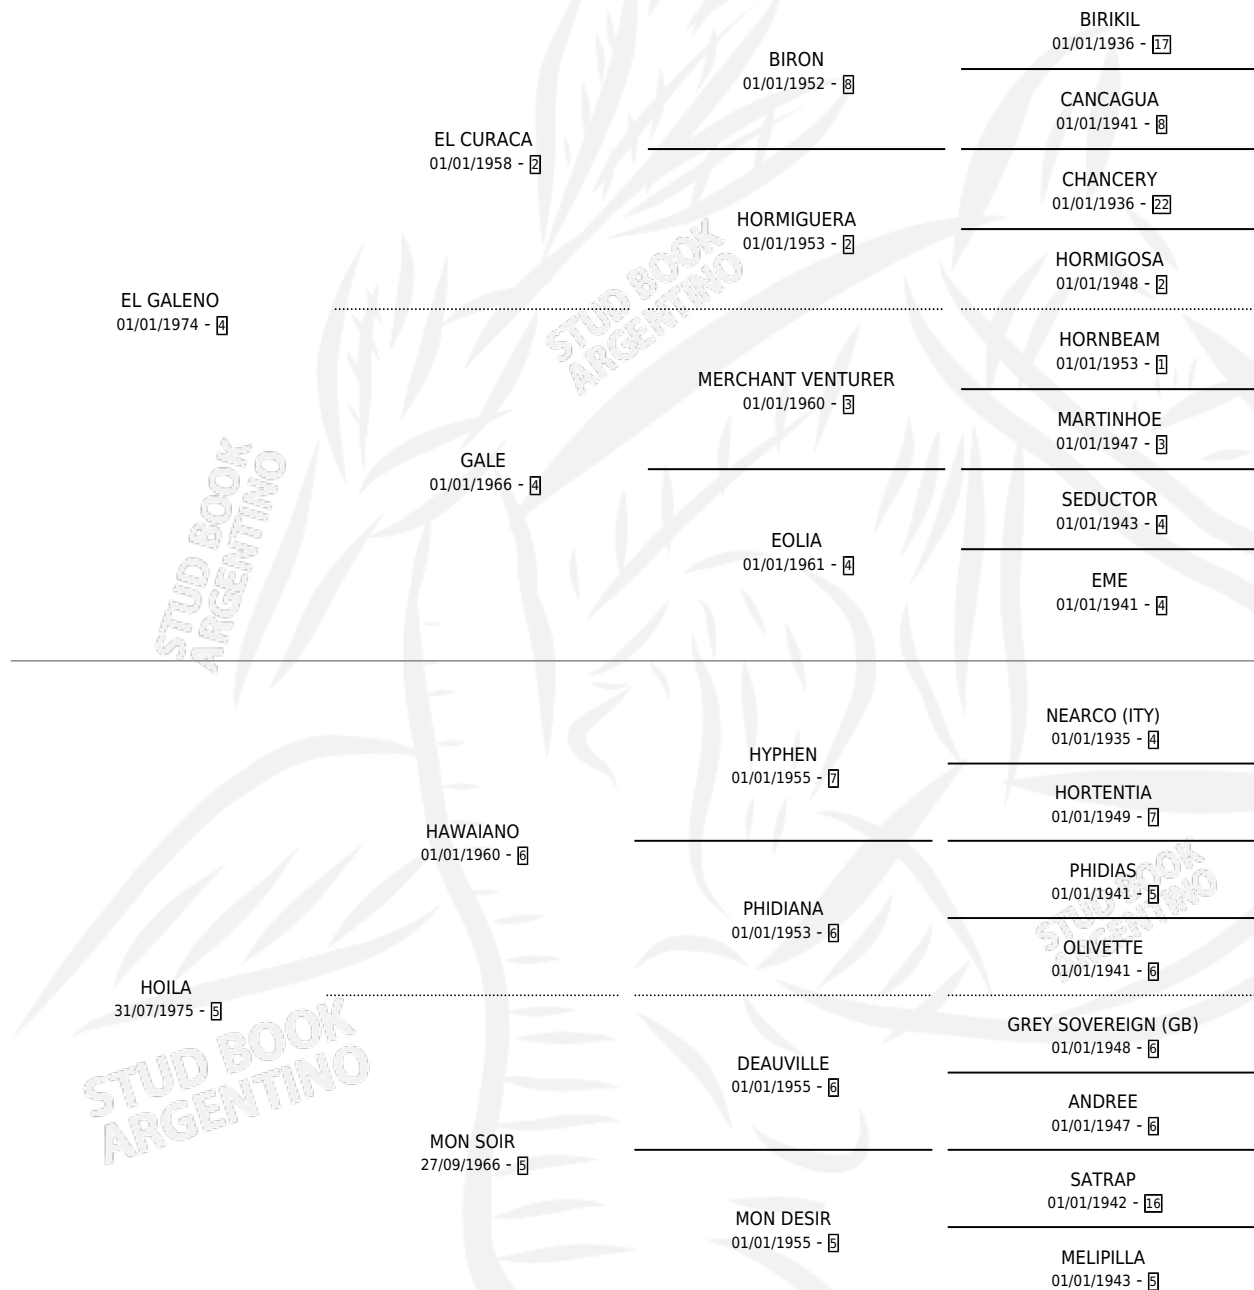 BIRIKIL
01/01/1936 - 17
BIRON
01/01/1952 - 8
CANCAGUA
01/01/1941 - 8
EL CURACA
01/01/1958 - 2
CHANCERY
01/01/1936 - 22
HORMIGUERA
01/01/1953 - 2
HORMIGOSA
01/01/1948 - 2
EL GALENO
01/01/1974 - 4
STUD BOOK
ARGENTINO
HORNBEAM
01/01/1953 - 1
MERCHANT VENTURER
01/01/1960 - 3
MARTINHOE
01/01/1947 - 3
GALE
01/01/1966 - 4
SEDUCTOR
01/01/1943 - 4
EOLIA
01/01/1961 - 4
EME
01/01/1941 - 4
STUD BOOK
ARGENTINO
NEARCO (ITY)
01/01/1935 - 4
HYPHEN
01/01/1955 - 7
HORTENTIA
01/01/1949 - 7
HAWAIANO
01/01/1960 - 6
PHIDIAS
01/01/1941 - 5
PHIDIANA
01/01/1953 - 6
OLIVETTE
01/01/1941 - 6
STUD BOOK
ARGENTINO
HOILA
31/07/1975 - 5
GREY SOVEREIGN (GB)
01/01/1948 - 6
DEAUVILLE
01/01/1955 - 6
ANDREE
01/01/1947 - 6
STUD BOOK
ARGENTINO
MON SOIR
27/09/1966 - 5
SATRAP
01/01/1942 - 16
MON DESIR
01/01/1955 - 5
MELIPILLA
01/01/1943 - 5